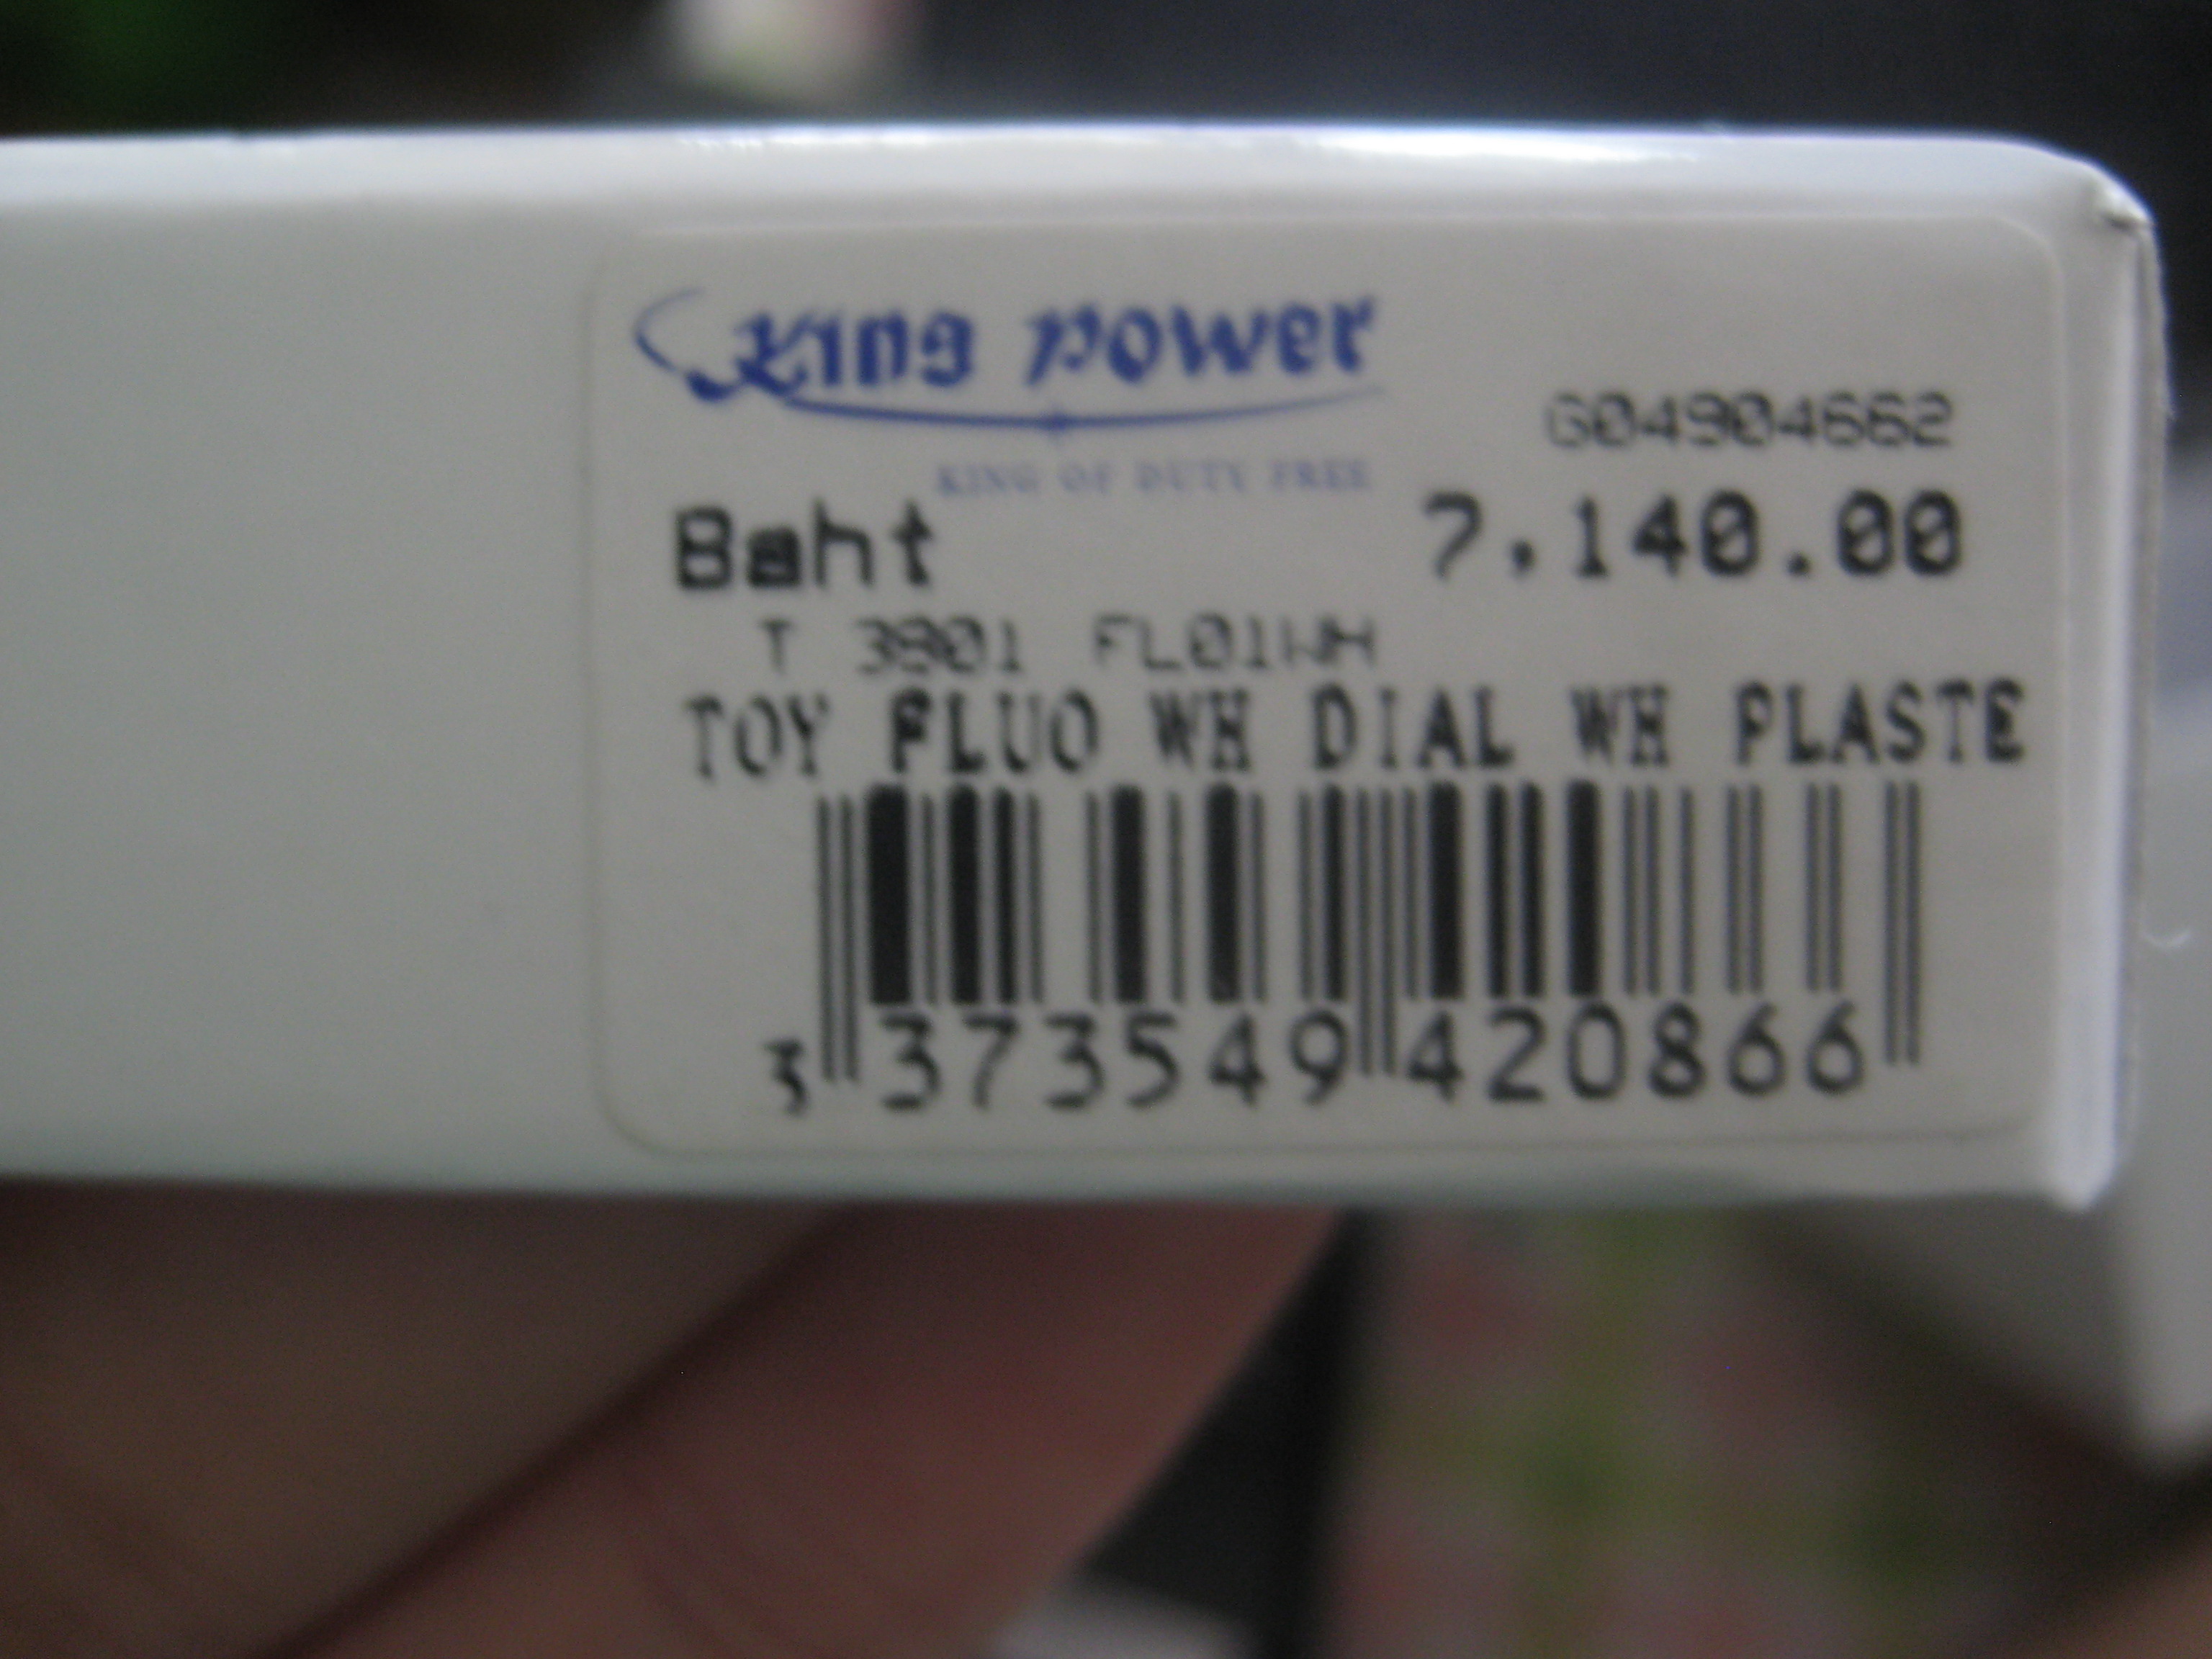 King Power
KING OF DUTY FREE
G04904662
Baht 7,140.00
T 3901 FL01WH
TOY FLUO WH DIAL WH PLASTE
3 373549 420866